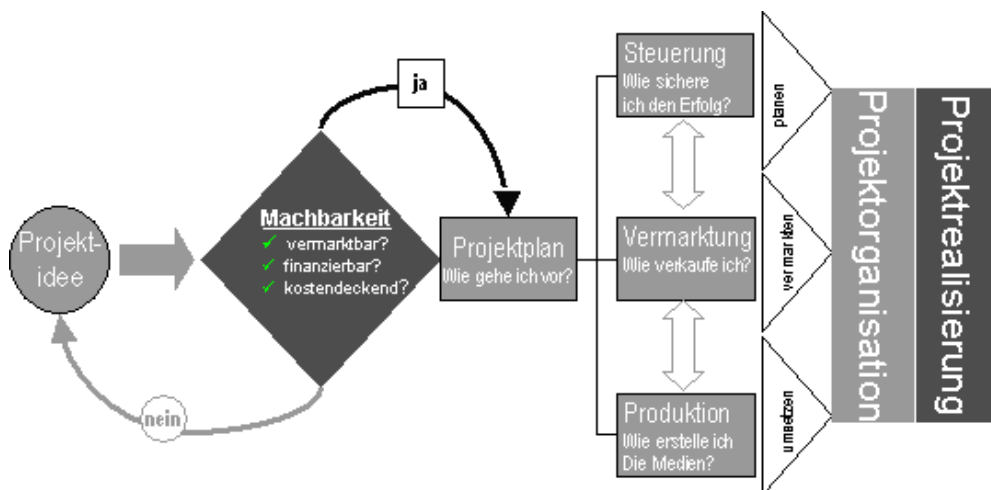 Projekt-
idee
nein
Machbarkeit
vermarktbar?
finanzierbar?
kostendeckend?
ja
Projektplan
Wie gehe ich vor?
Steuerung
Wie sichere
ich den Erfolg?
Vermarktung
Wie verkaufe ich?
Produktion
Wie erstelle ich
Die Medien?
planen
vermarkten
umsetzen
Projektorganisation
Projektrealisierung